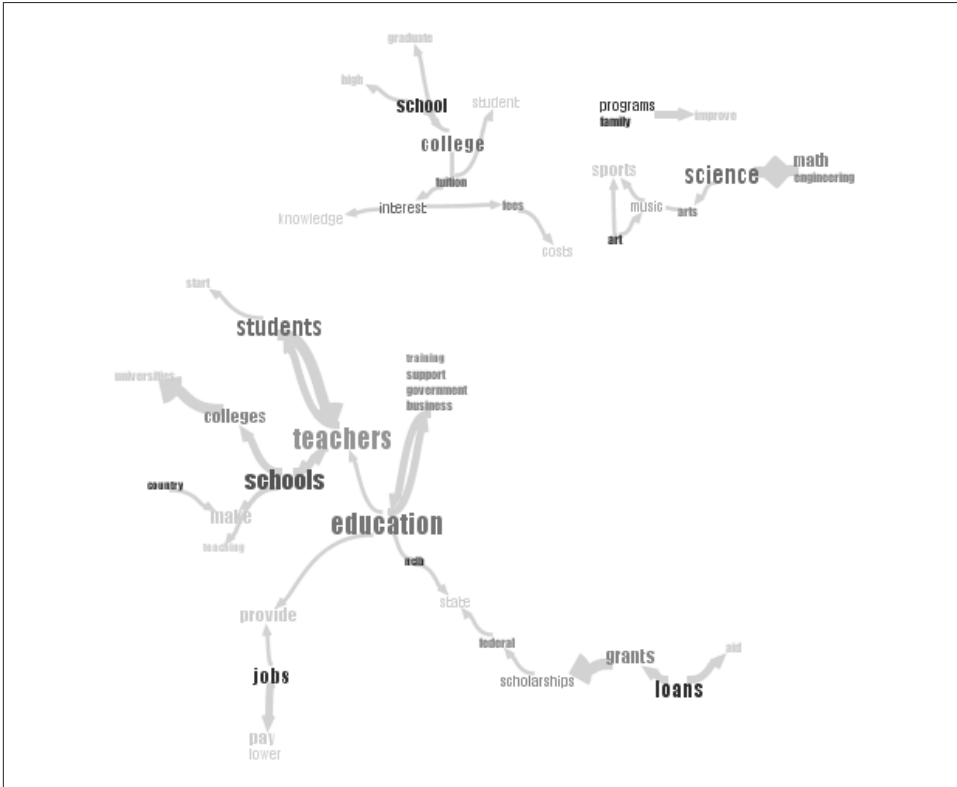 graduate
high
school
student
college
tuition
interest
knowledge
fees
costs
programs
family
improve
sports
science
math
engineering
music
arts
art
start
students
universities
colleges
training
support
government
business
teachers
schools
country
make
teaching
education
state
provide
federal
scholarships
grants
aid
loans
jobs
pay
lower